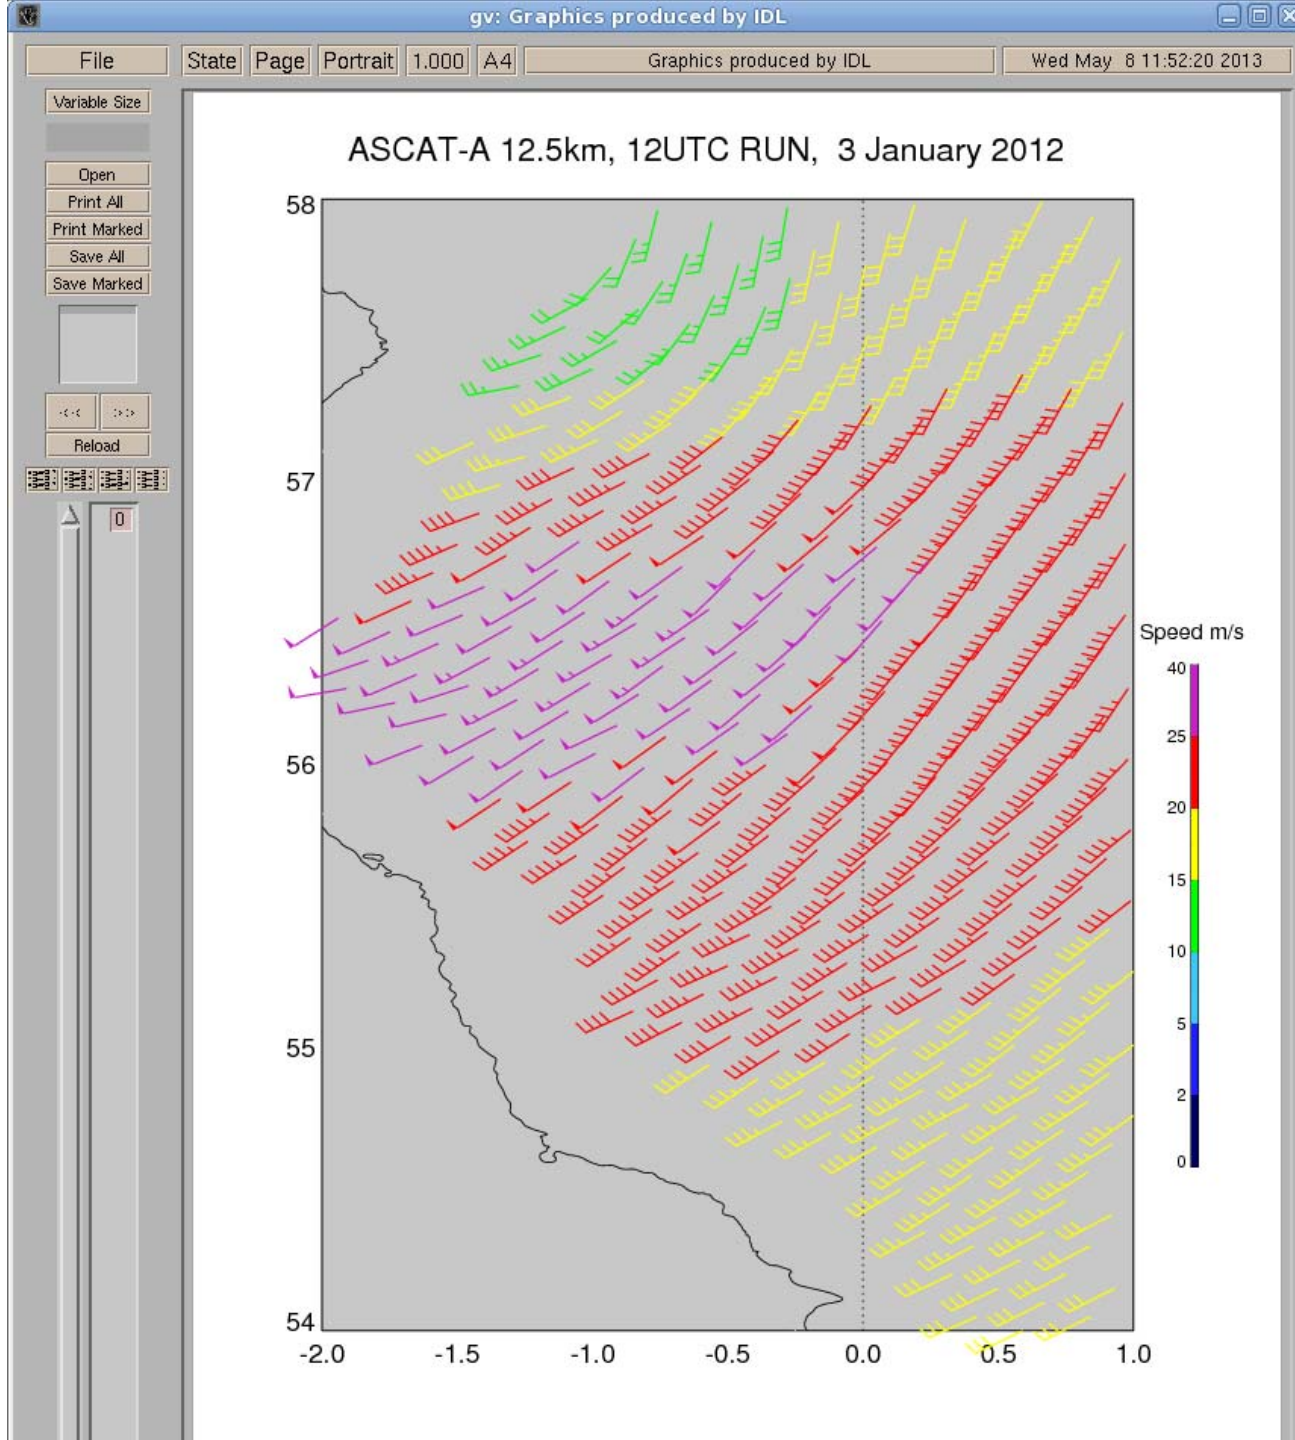 gv: Graphics produced by IDL
File State Page Portrait 1.000 A4 Graphics produced by IDL Wed May 8 11:52:20 2013
Variable Size
Open
Print All
Print Marked
Save All
Save Marked
<< >>
Reload
0
ASCAT-A 12.5km, 12UTC RUN, 3 January 2012
58
57
56
55
54
-2.0 -1.5 -1.0 -0.5 0.0 0.5 1.0
Speed m/s
40
25
20
15
10
5
2
0